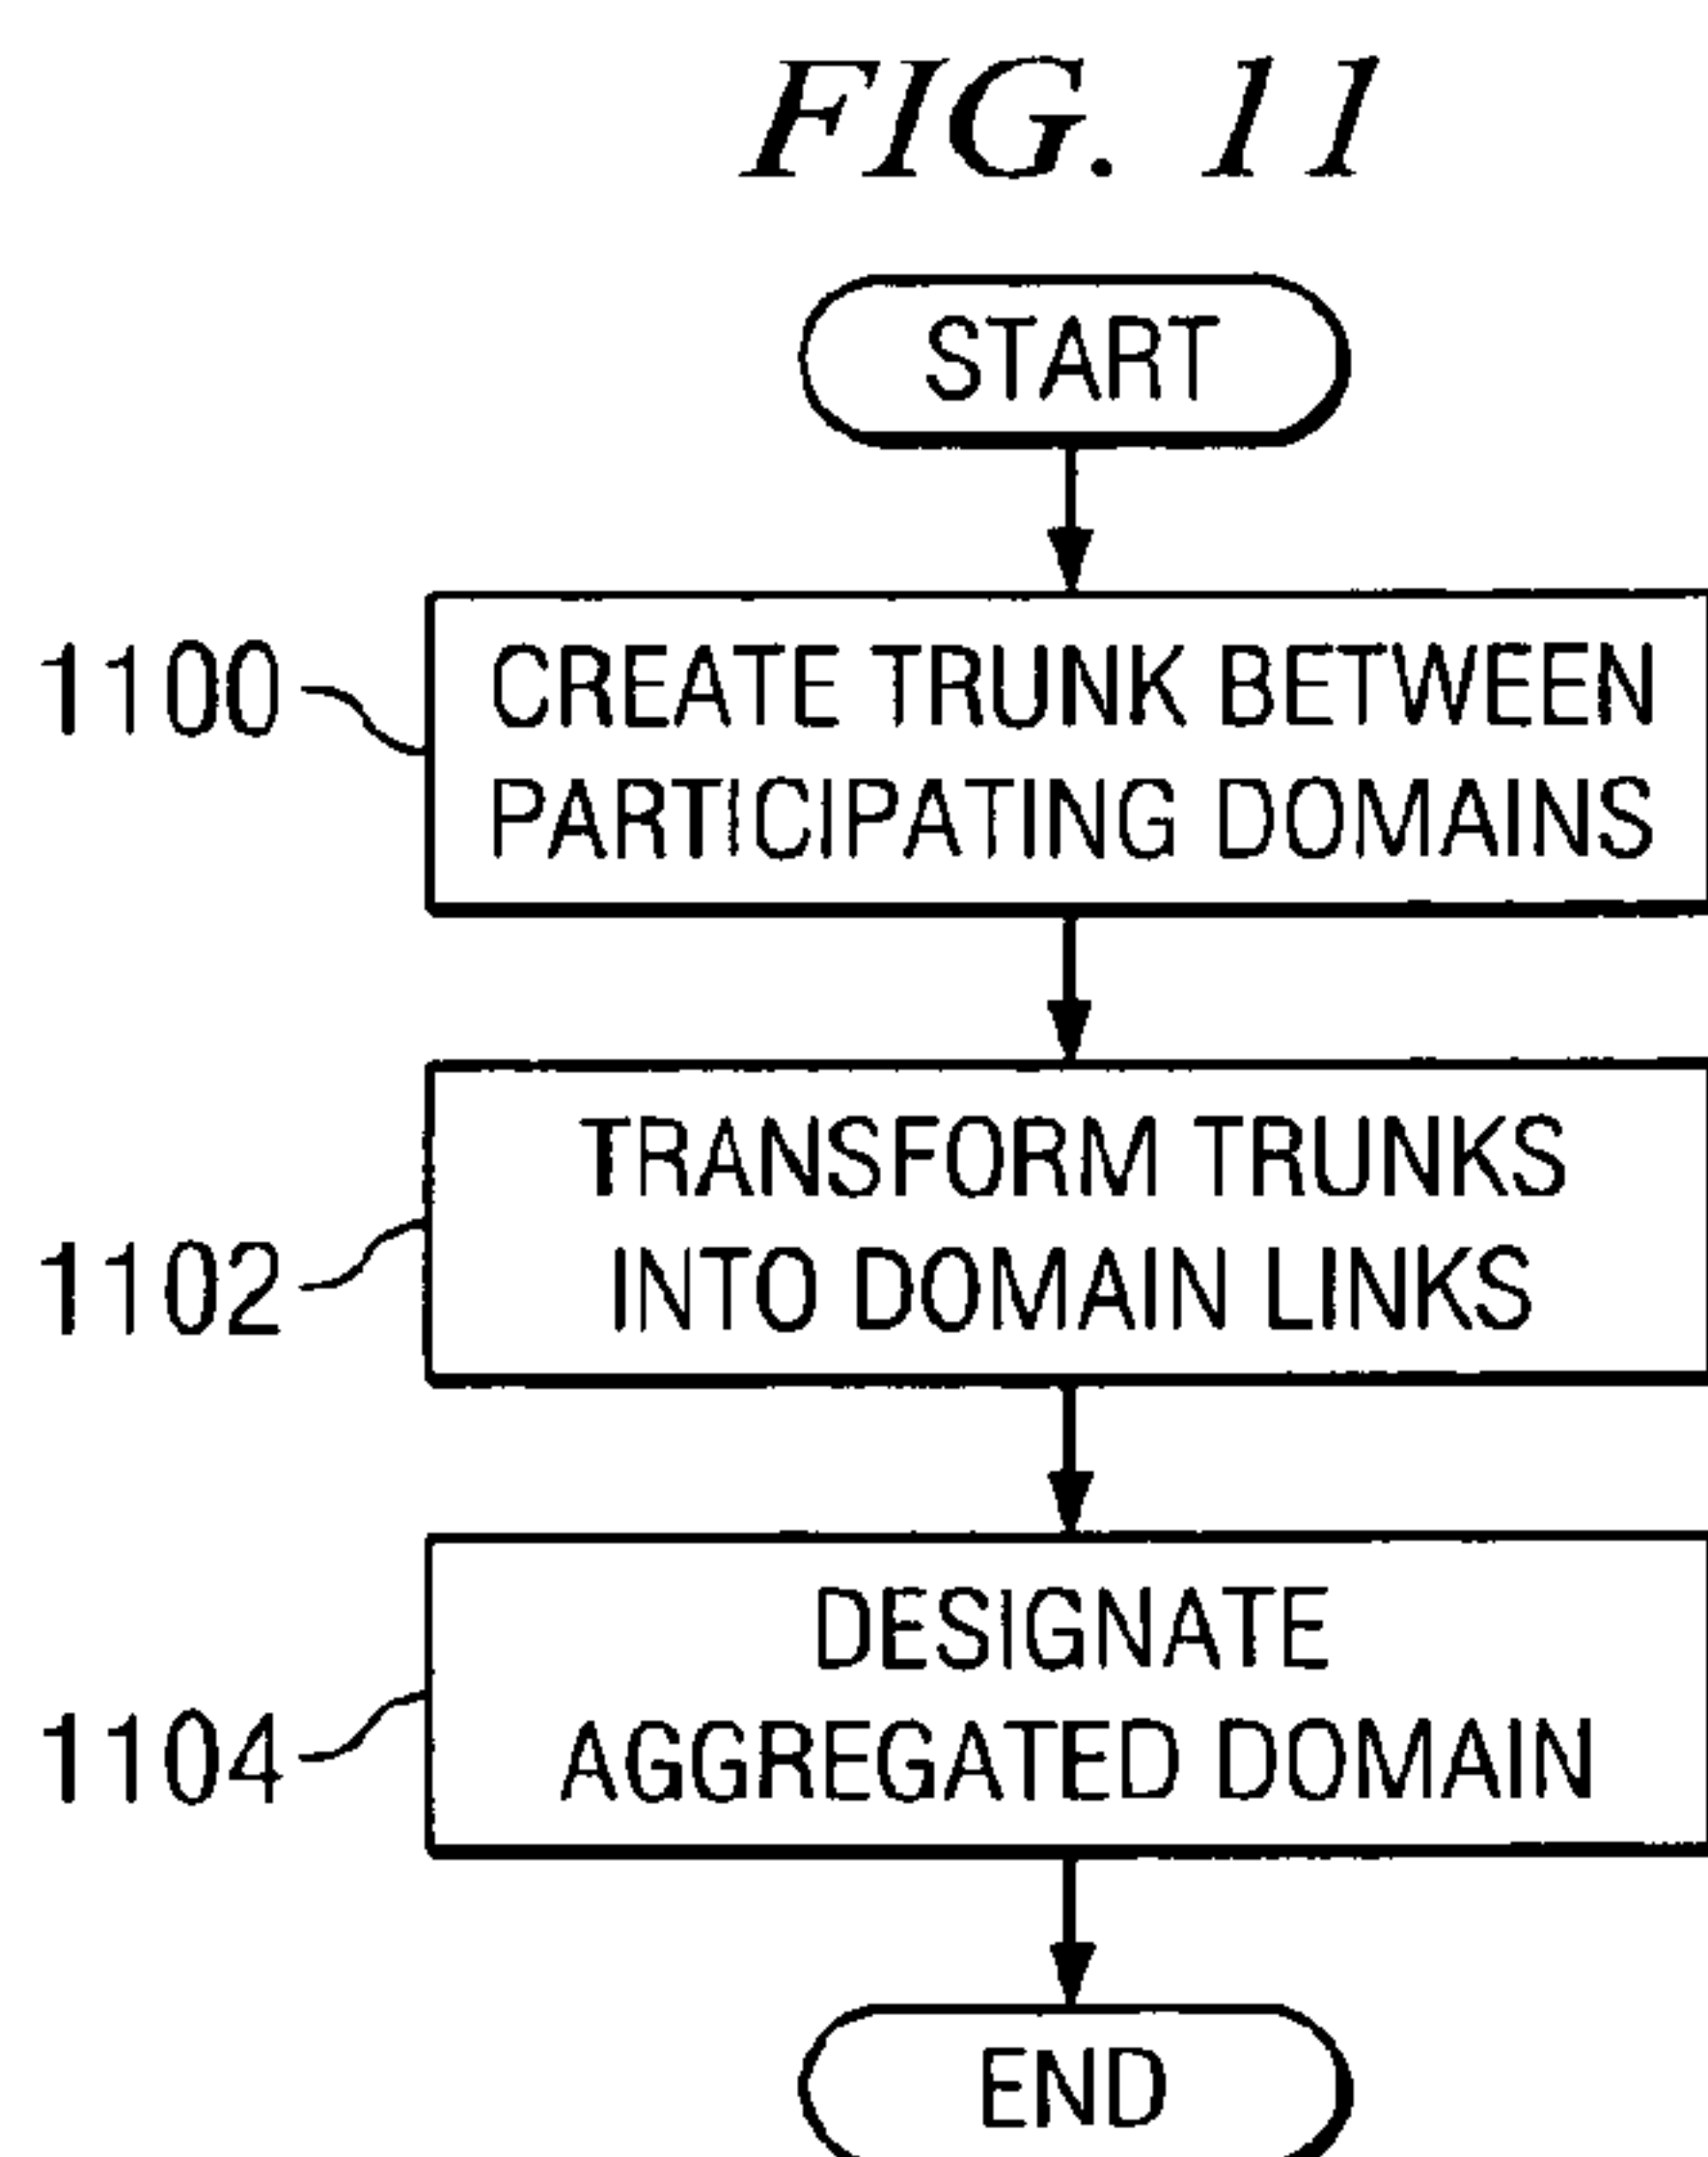 FIG. 11
START
1100
CREATE TRUNK BETWEEN
PARTICIPATING DOMAINS
TRANSFORM TRUNKS
INTO DOMAIN LINKS
1102
DESIGNATE
AGGREGATED DOMAIN
1104
END